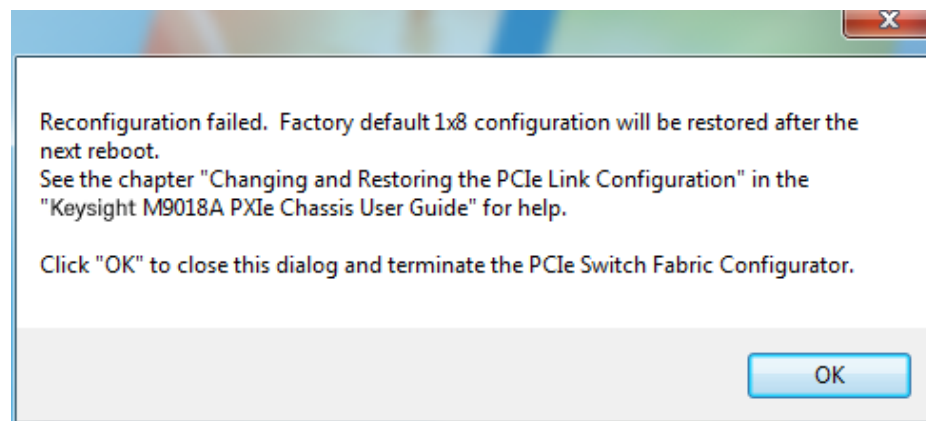 Reconfiguration failed.  Factory default 1x8 configuration will be restored after the
next reboot.
See the chapter "Changing and Restoring the PCIe Link Configuration" in the
"Keysight M9018A PXIe Chassis User Guide" for help.
Click "OK" to close this dialog and terminate the PCIe Switch Fabric Configurator.
OK